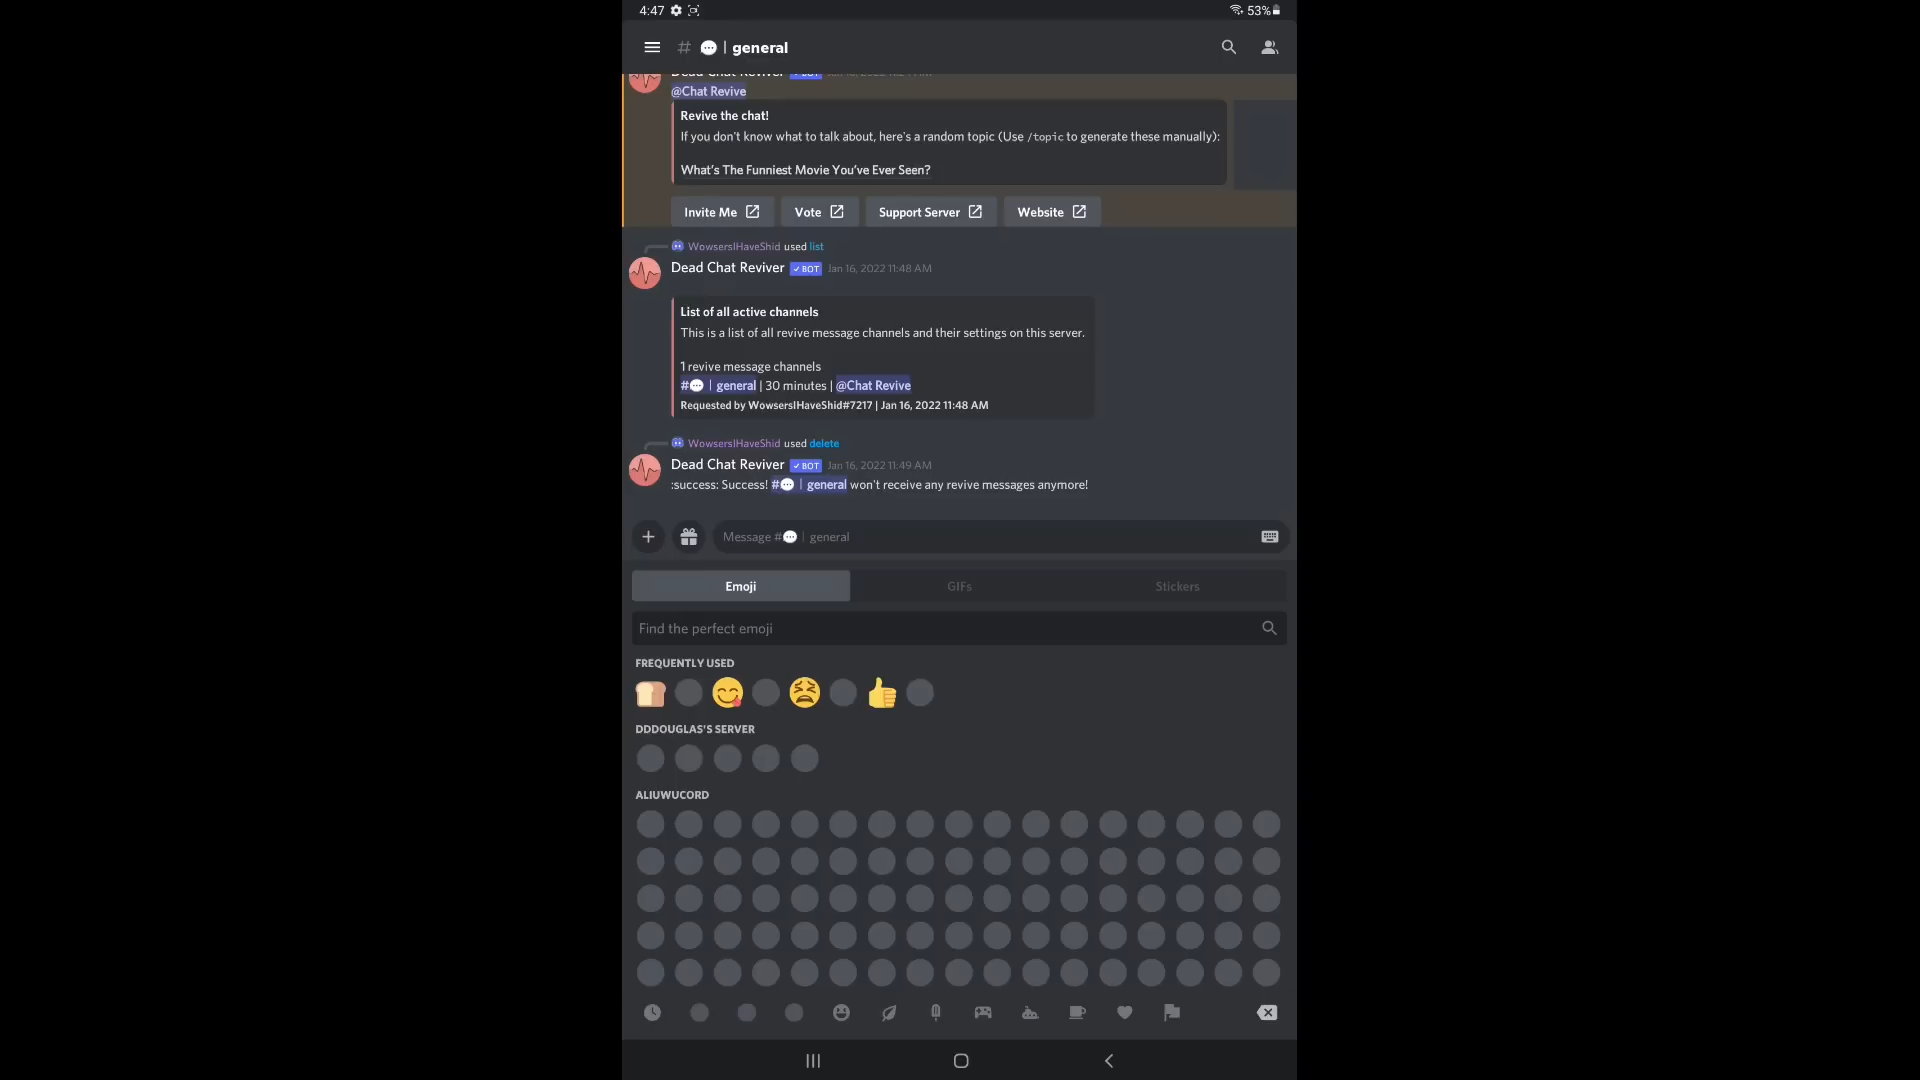 4:47 53%
# 💬 | general
Dead Chat Reviver ✓ BOT
@Chat Revive
Revive the chat!
If you don't know what to talk about, here's a random topic (Use /topic to generate these manually):
What's The Funniest Movie You've Ever Seen?
Invite Me Vote Support Server Website
WowsersIHaveShid used list
Dead Chat Reviver ✓ BOT Jan 16, 2022 11:48 AM
List of all active channels
This is a list of all revive message channels and their settings on this server.
1 revive message channels
#💬 | general | 30 minutes | @Chat Revive
Requested by WowsersIHaveShid#7217 | Jan 16, 2022 11:48 AM
WowsersIHaveShid used delete
Dead Chat Reviver ✓ BOT Jan 16, 2022 11:49 AM
:success: Success! #💬 | general won't receive any revive messages anymore!
Message #💬 | general
Emoji GIFs Stickers
Find the perfect emoji
FREQUENTLY USED
DDDOUGLAS'S SERVER
ALIUWUCORD